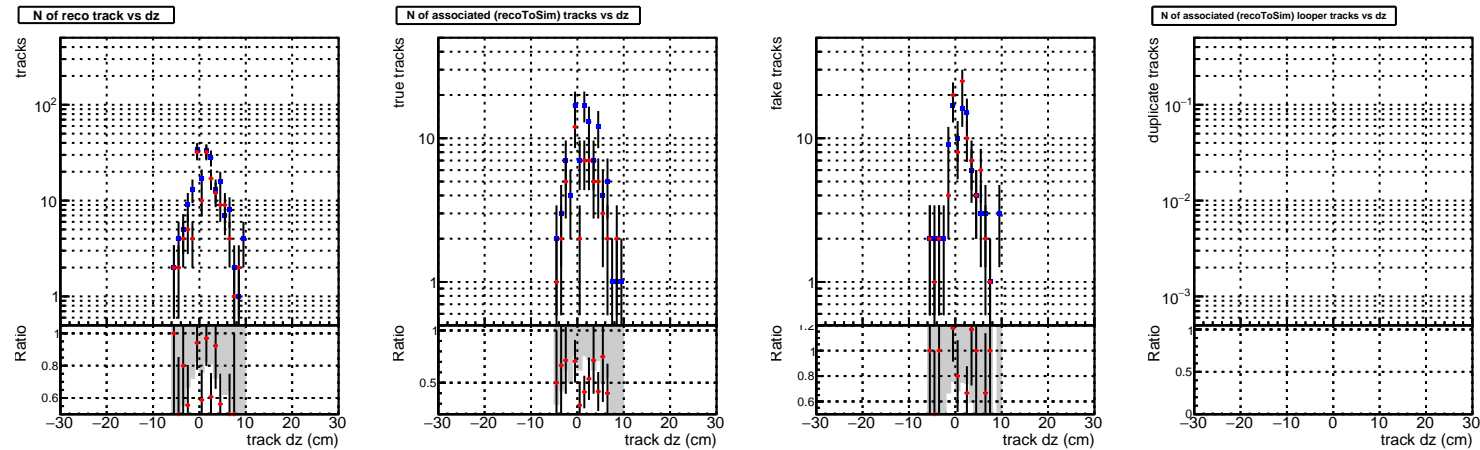 N of reco track vs dz
tracks
10²
10
1
Ratio
1
0.8
0.6
−30 −20 −10 0 10 20 30
track dz (cm)
N of associated (recoToSim) tracks vs dz
true tracks
10
1
Ratio
1
0.5
−30 −20 −10 0 10 20 30
track dz (cm)
fake tracks
10
1
Ratio
1.2
1
0.8
0.6
−30 −20 −10 0 10 20 30
track dz (cm)
N of associated (recoToSim) looper tracks vs dz
duplicate tracks
10⁻¹
10⁻²
10⁻³
Ratio
1
0.5
0
−30 −20 −10 0 10 20 30
track dz (cm)